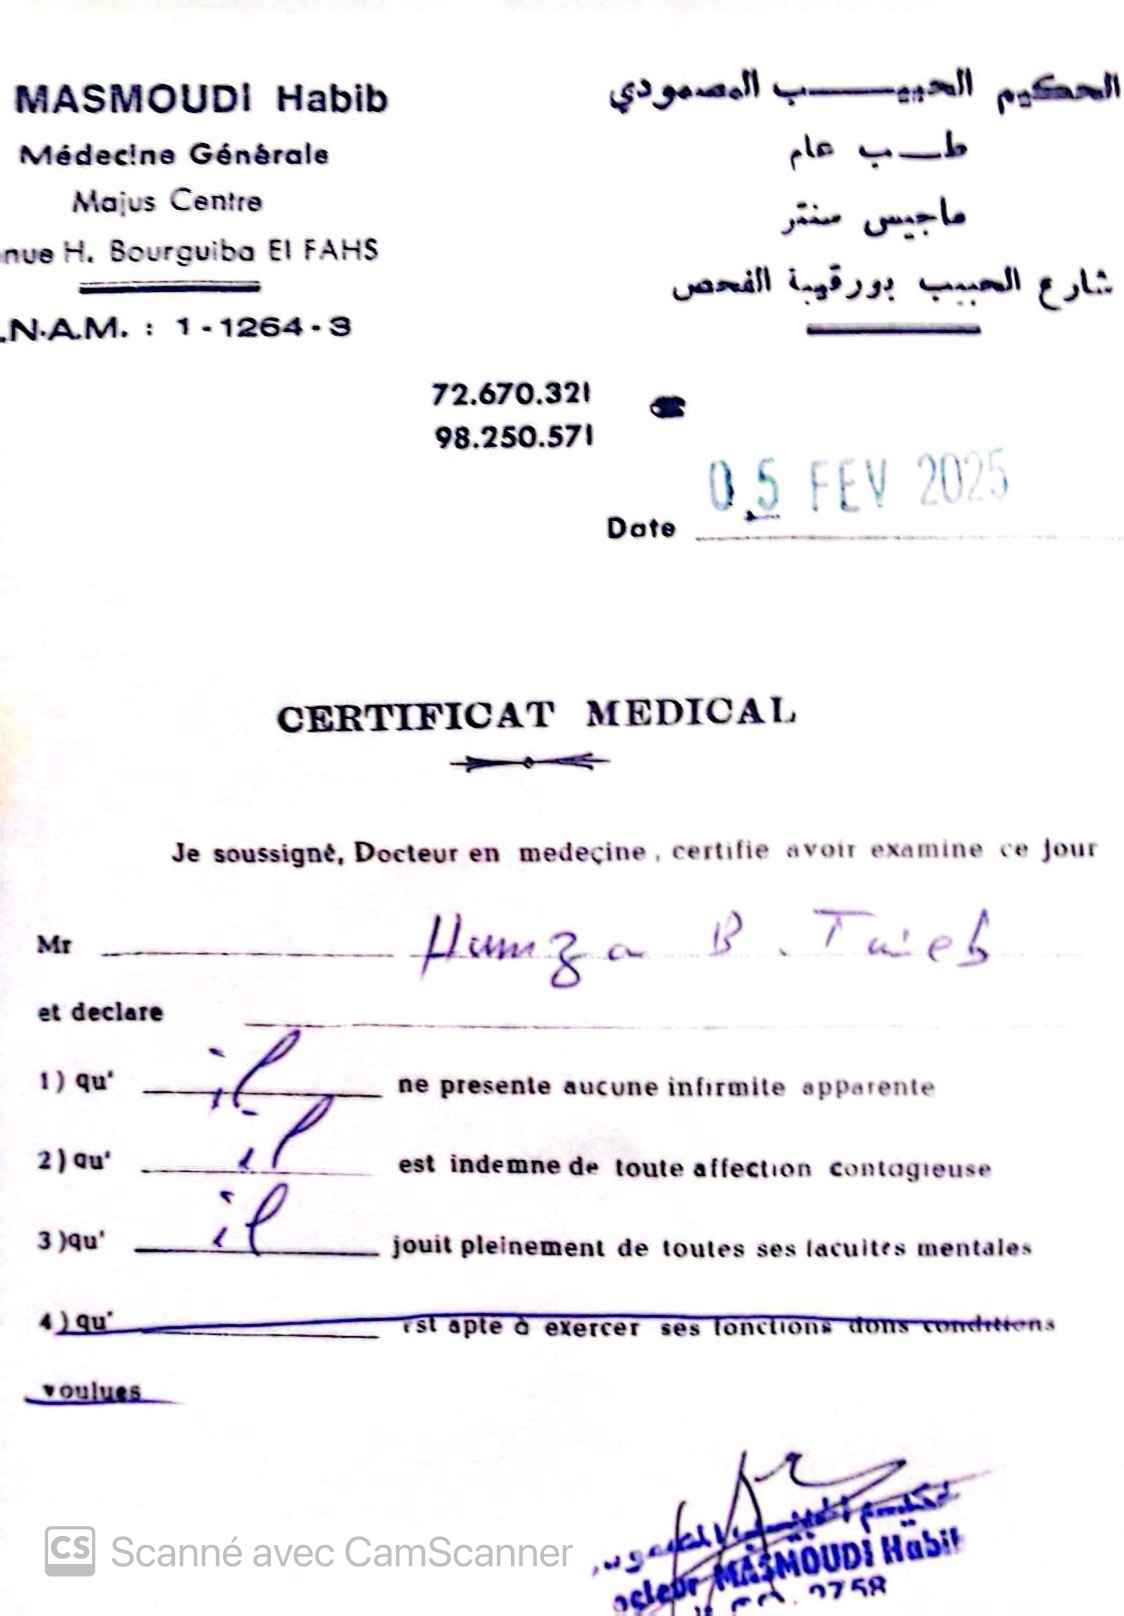 MASMOUDI Habib
Médecine Générale
Majus Centre
nue H. Bourguiba El FAHS
.N.A.M. : 1-1264-3
الحكيم الحبيب المصمودي
طب عام
ماجيس سنتر
شارع الحبيب بورقيبة الفحص
72.670.321
98.250.571
Date 05 FEV 2025
CERTIFICAT MEDICAL
Je soussigné, Docteur en medeçine, certifie avoir examine ce jour
Mr Hamza B. Taieb
et declare
1) qu' il ne presente aucune infirmite apparente
2) qu' il est indemne de toute affection contagieuse
3) qu' il jouit pleinement de toutes ses facultes mentales
4) qu' est apte à exercer ses fonctions dans conditions
voulues
CS Scanné avec CamScanner
octeur MASMOUDI Habib